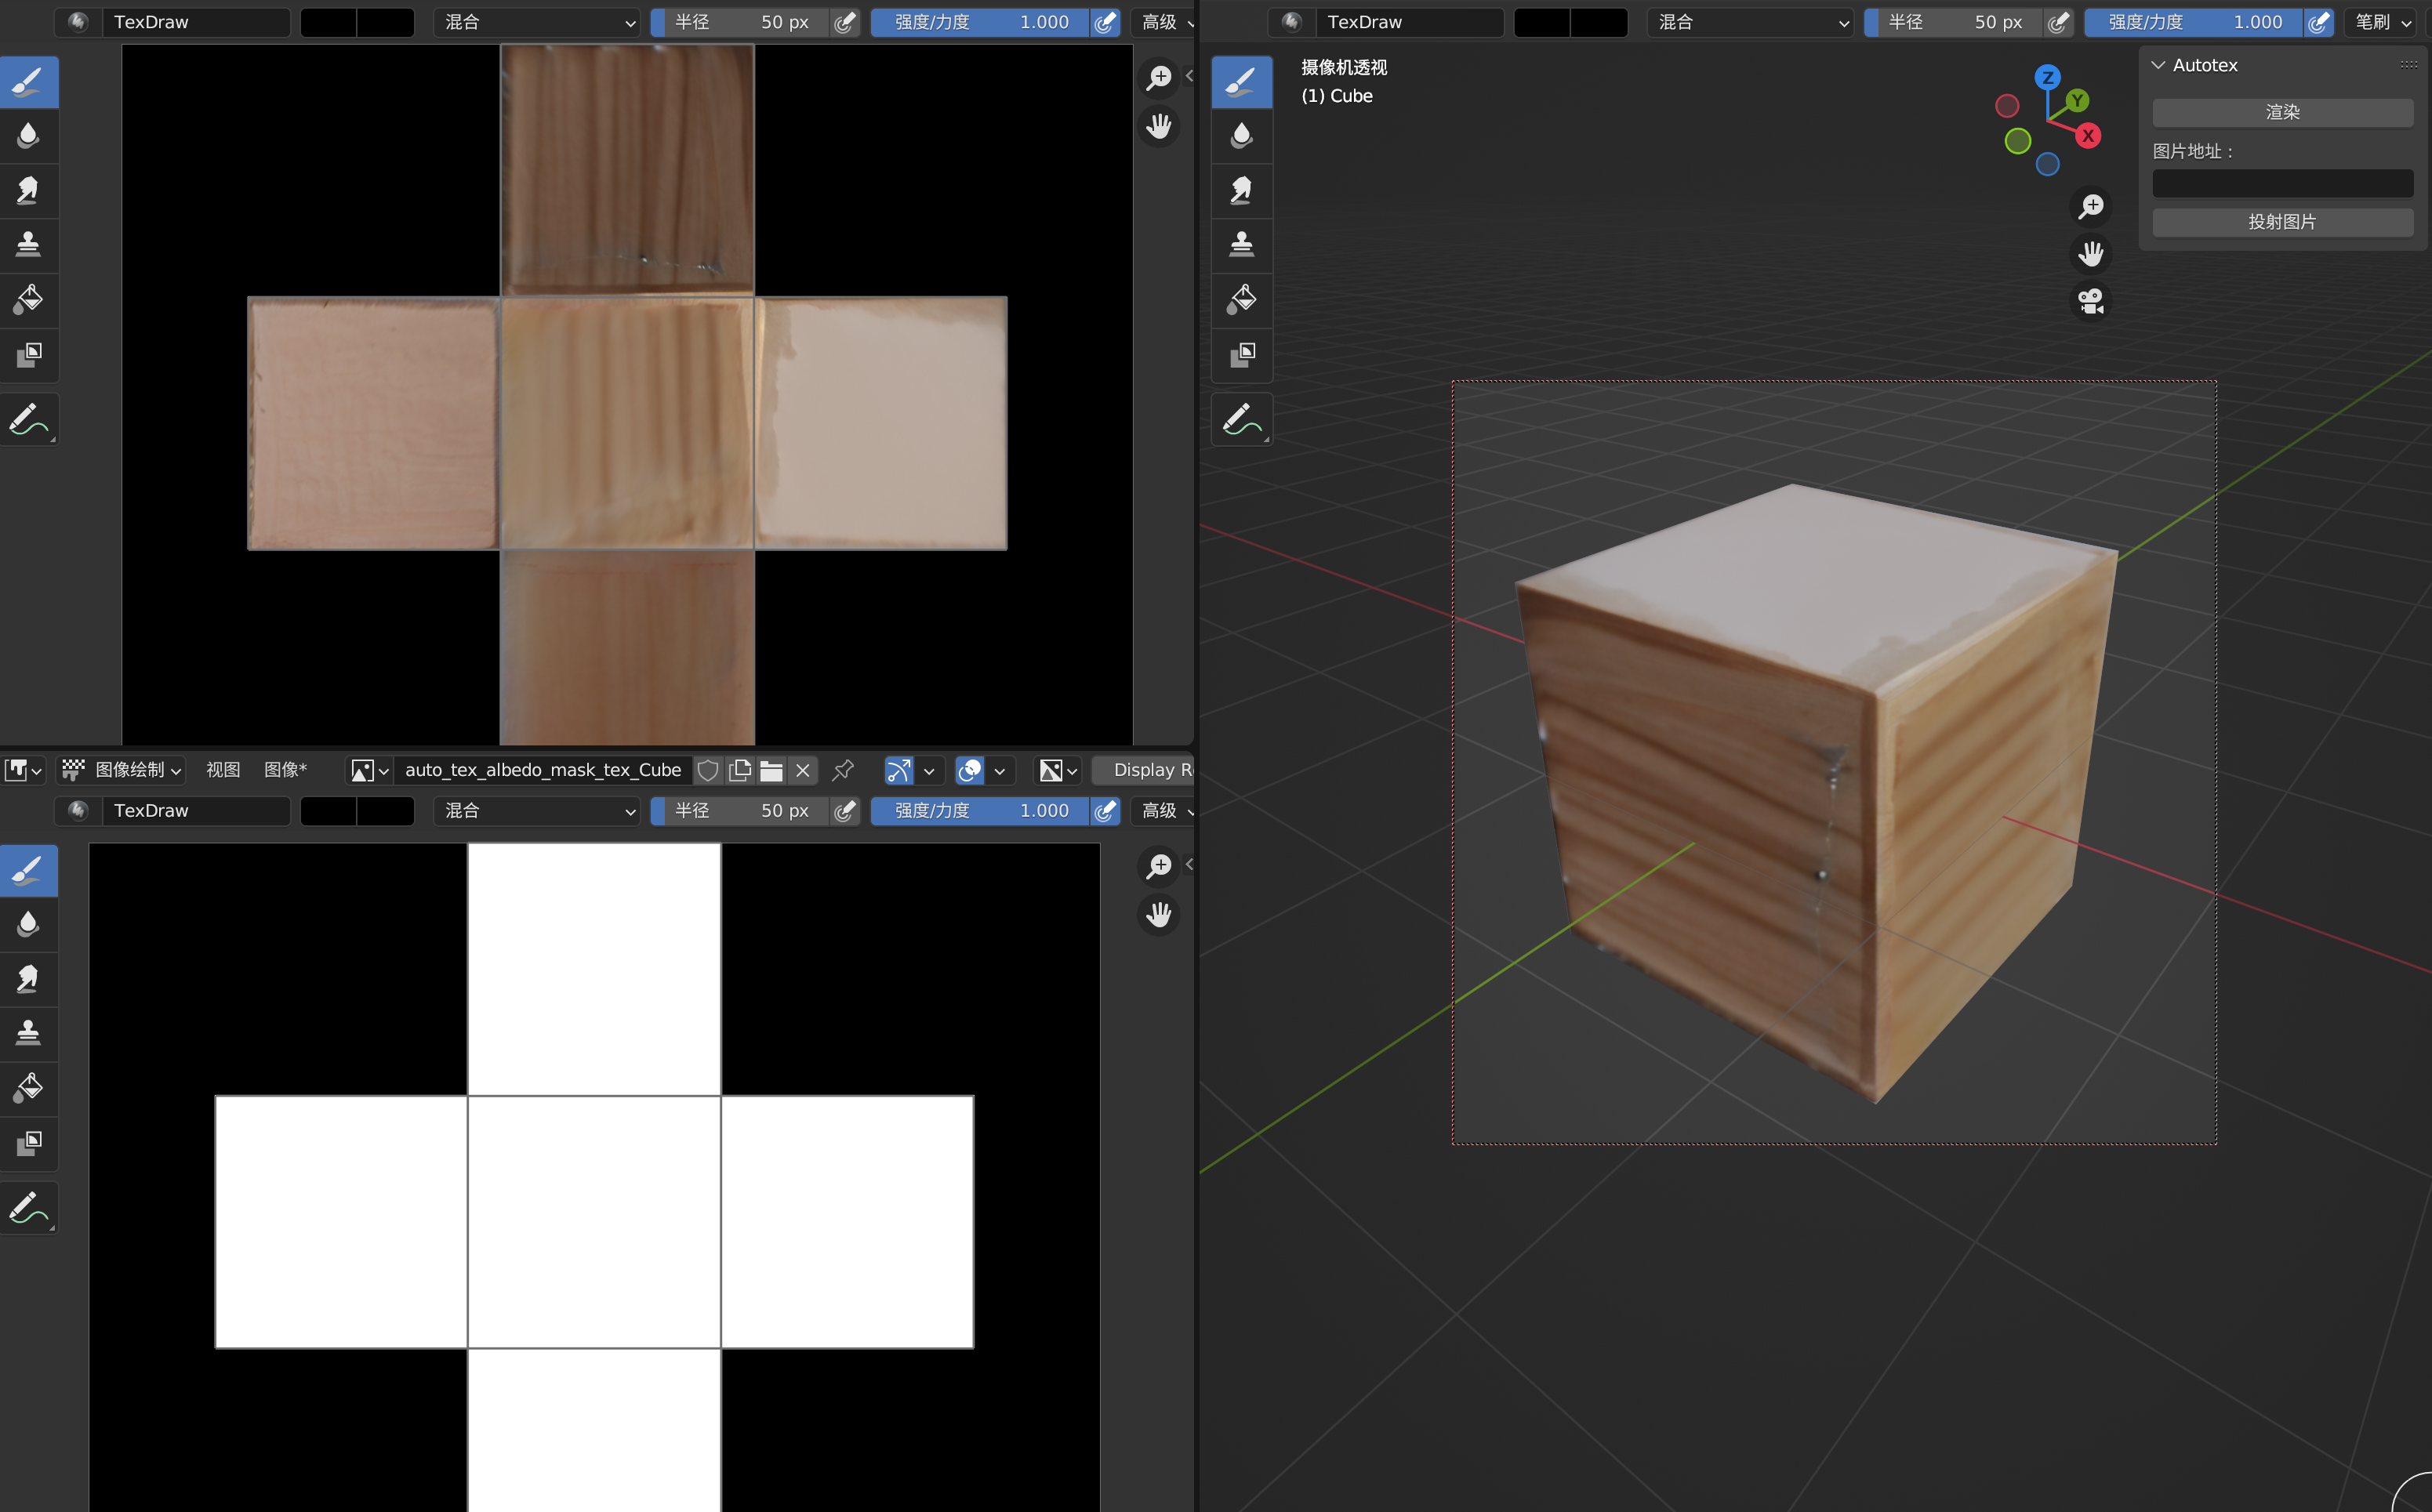 TexDraw 混合 半径 50 px 强度/力度 1.000 高级
图像绘制 视图 图像* auto_tex_albedo_mask_tex_Cube Display R
TexDraw 混合 半径 50 px 强度/力度 1.000 高级
TexDraw 混合 半径 50 px 强度/力度 1.000 笔刷
摄像机透视
(1) Cube
Z
Y
X
Autotex
渲染
图片地址：
投射图片